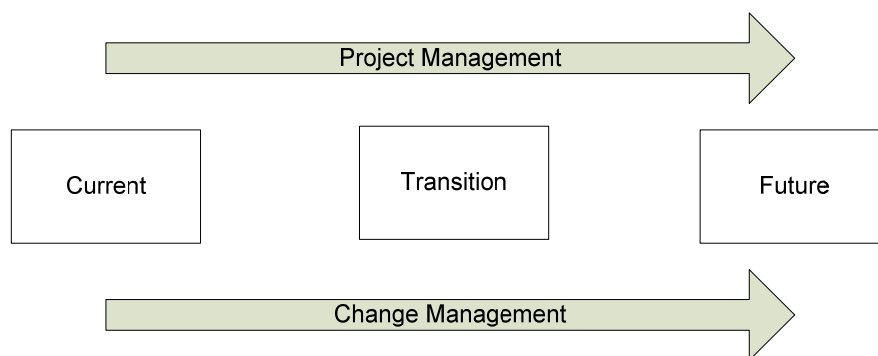 Project Management
Current
Transition
Future
Change Management